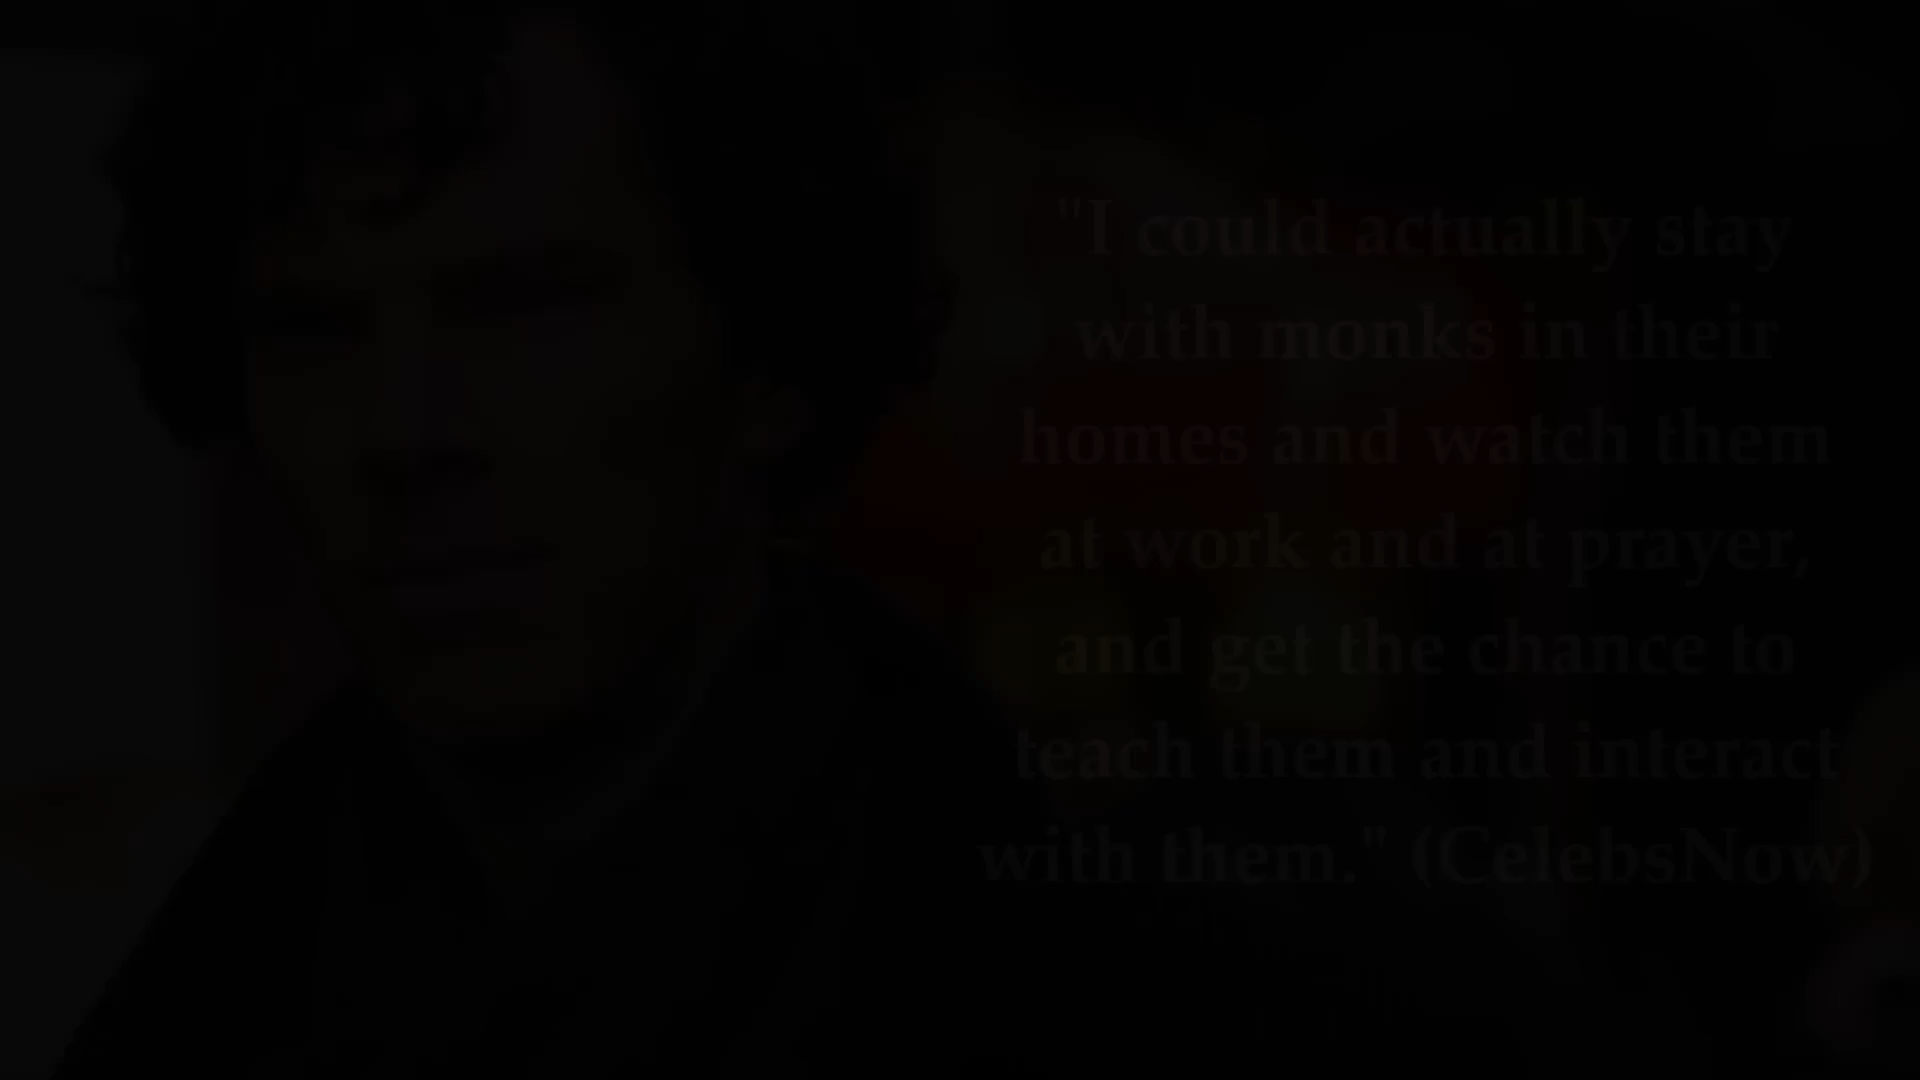 "I could actually stay
with monks in their
homes and watch them
at work and at prayer,
and get the chance to
teach them and interact
with them." (CelebsNow)